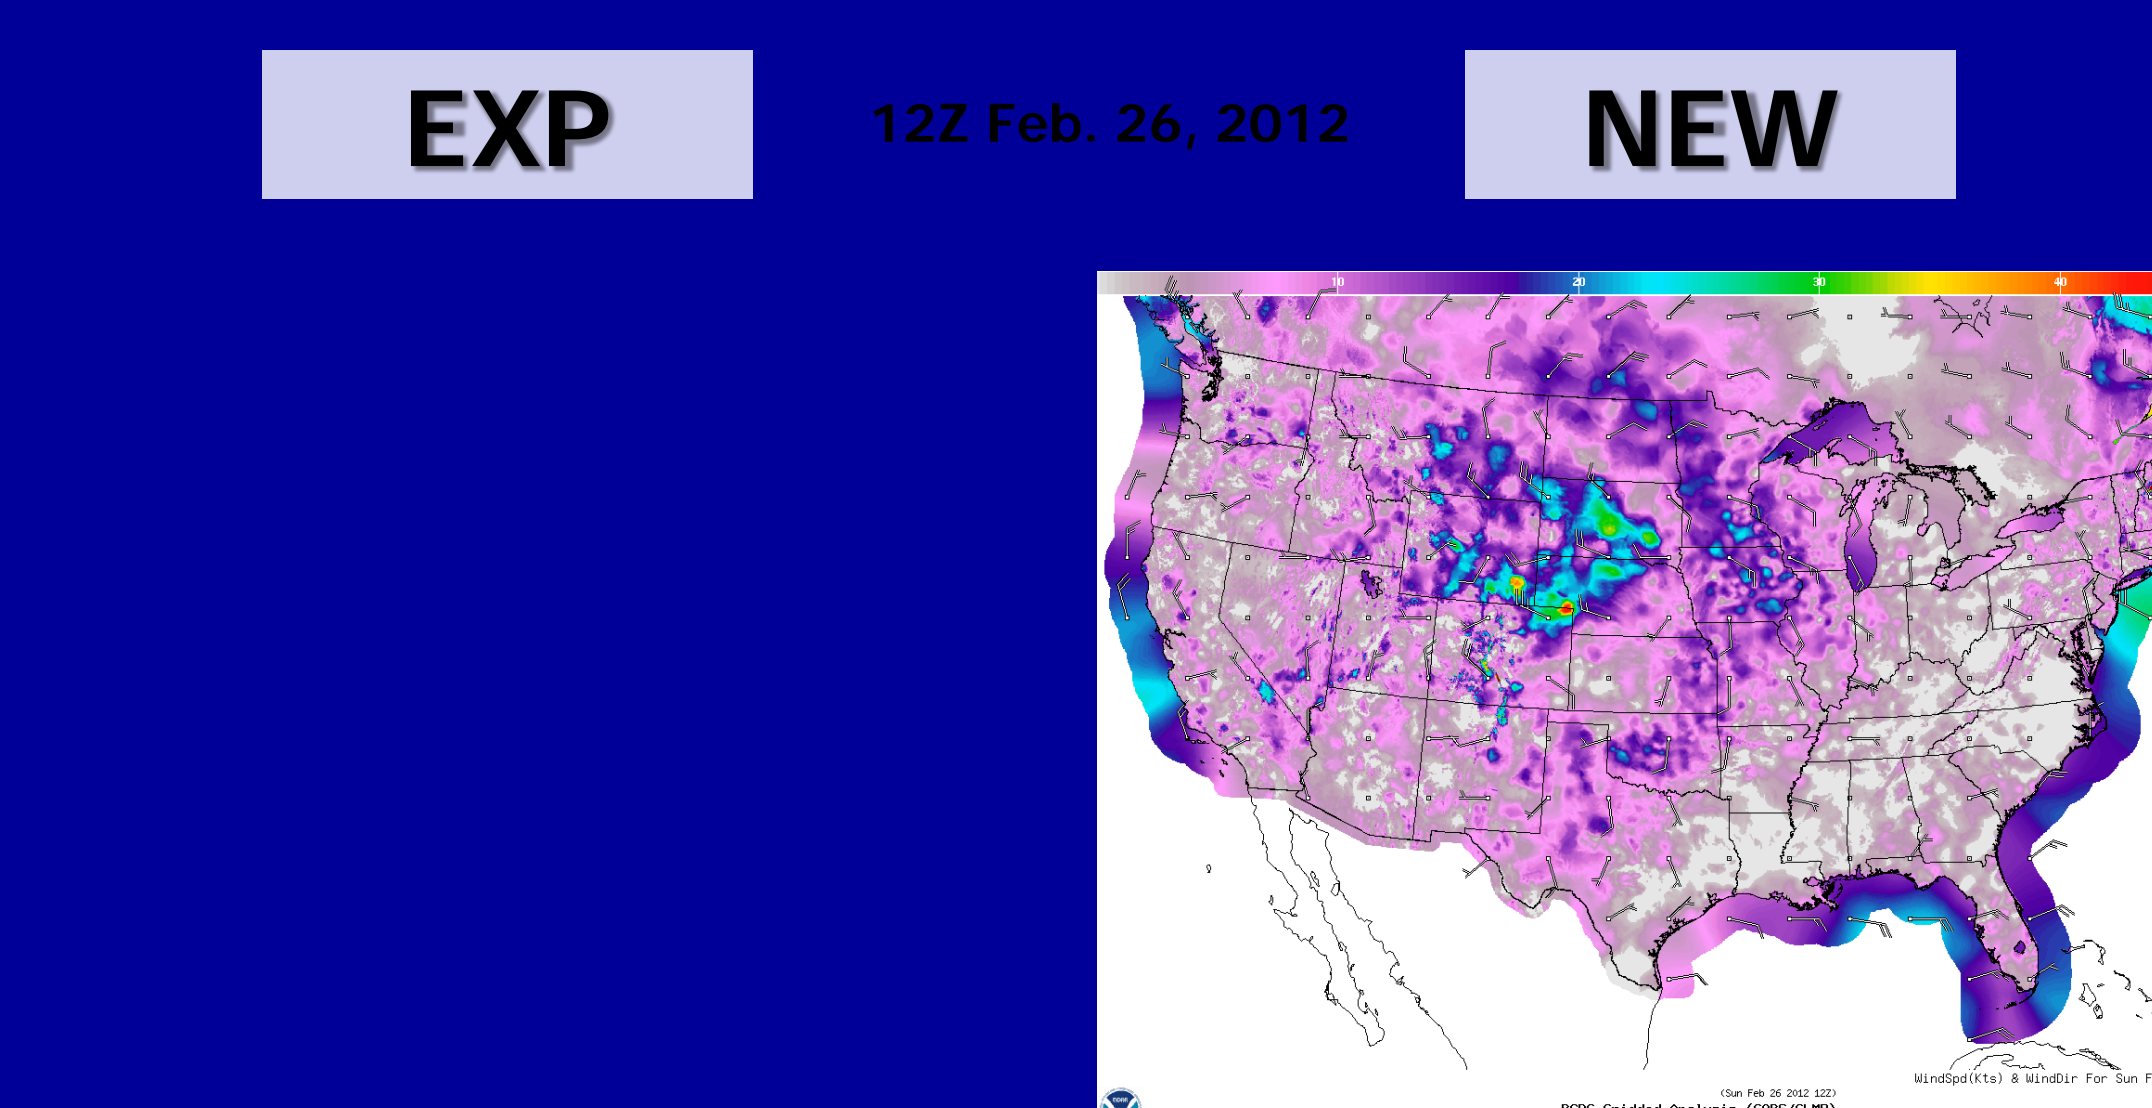 EXP
12Z Feb. 26, 2012
NEW
10 20 30 40
WindSpd(Kts) & WindDir For Sun F
(Sun Feb 26 2012 12Z)